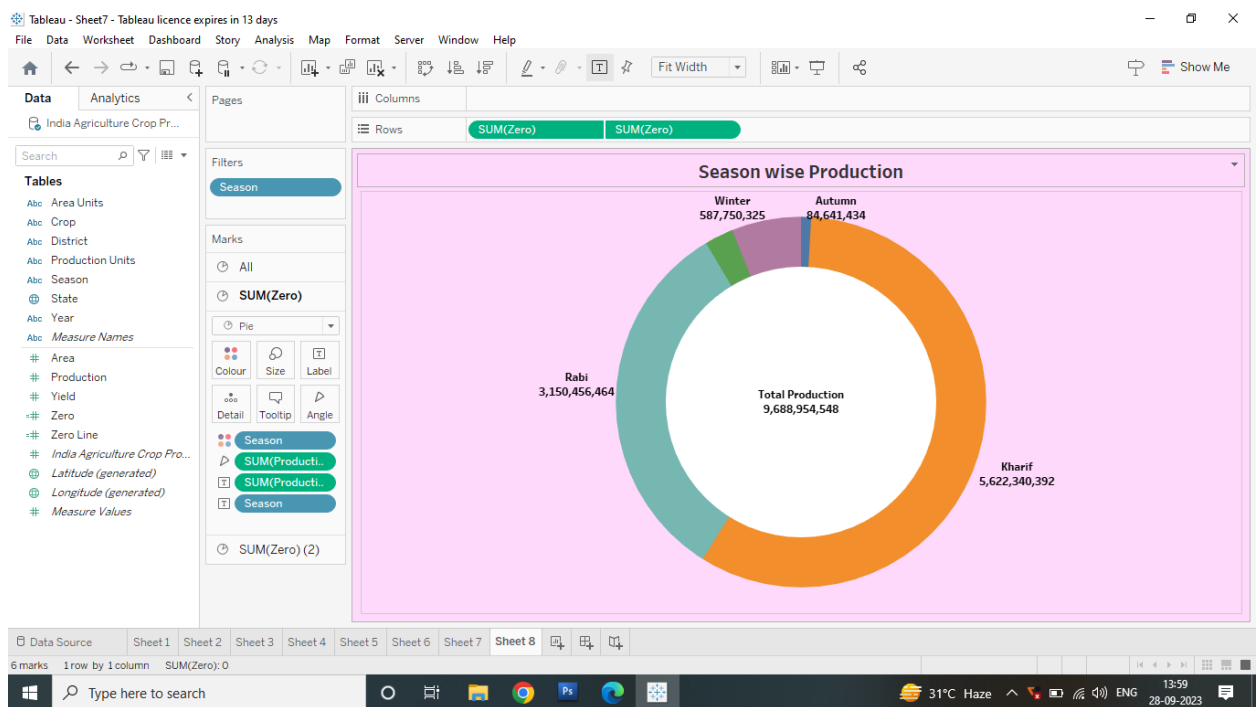 Tableau - Sheet7 - Tableau licence expires in 13 days
File Data Worksheet Dashboard Story Analysis Map Format Server Window Help
Fit Width
Show Me
Data Analytics
India Agriculture Crop Pr...
Search
Tables
Abc Area Units
Abc Crop
Abc District
Abc Production Units
Abc Season
State
Abc Year
Abc Measure Names
# Area
# Production
# Yield
=# Zero
=# Zero Line
# India Agriculture Crop Pro...
Latitude (generated)
Longitude (generated)
# Measure Values
Pages
Filters
Season
Marks
All
SUM(Zero)
Pie
Colour Size Label
Detail Tooltip Angle
Season
SUM(Producti..
SUM(Producti..
Season
SUM(Zero) (2)
Columns
Rows SUM(Zero) SUM(Zero)
Season wise Production
Winter
587,750,325
Autumn
84,641,434
Rabi
3,150,456,464
Total Production
9,688,954,548
Kharif
5,622,340,392
Data Source Sheet 1 Sheet 2 Sheet 3 Sheet 4 Sheet 5 Sheet 6 Sheet 7 Sheet 8
6 marks 1 row by 1 column SUM(Zero): 0
Type here to search
Ps
31°C Haze
ENG
13:59
28-09-2023